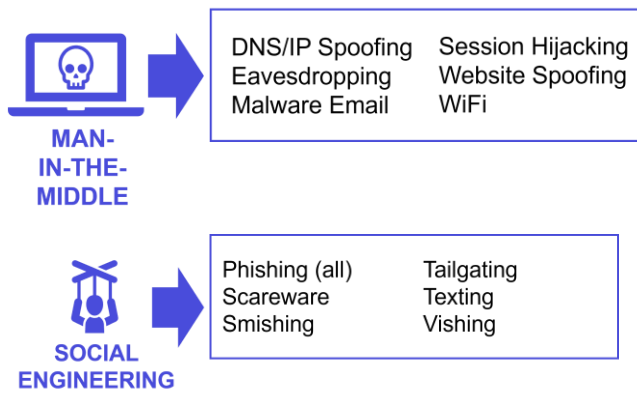 MAN-
IN-THE-
MIDDLE
DNS/IP Spoofing
Eavesdropping
Malware Email
Session Hijacking
Website Spoofing
WiFi
SOCIAL
ENGINEERING
Phishing (all)
Scareware
Smishing
Tailgating
Texting
Vishing